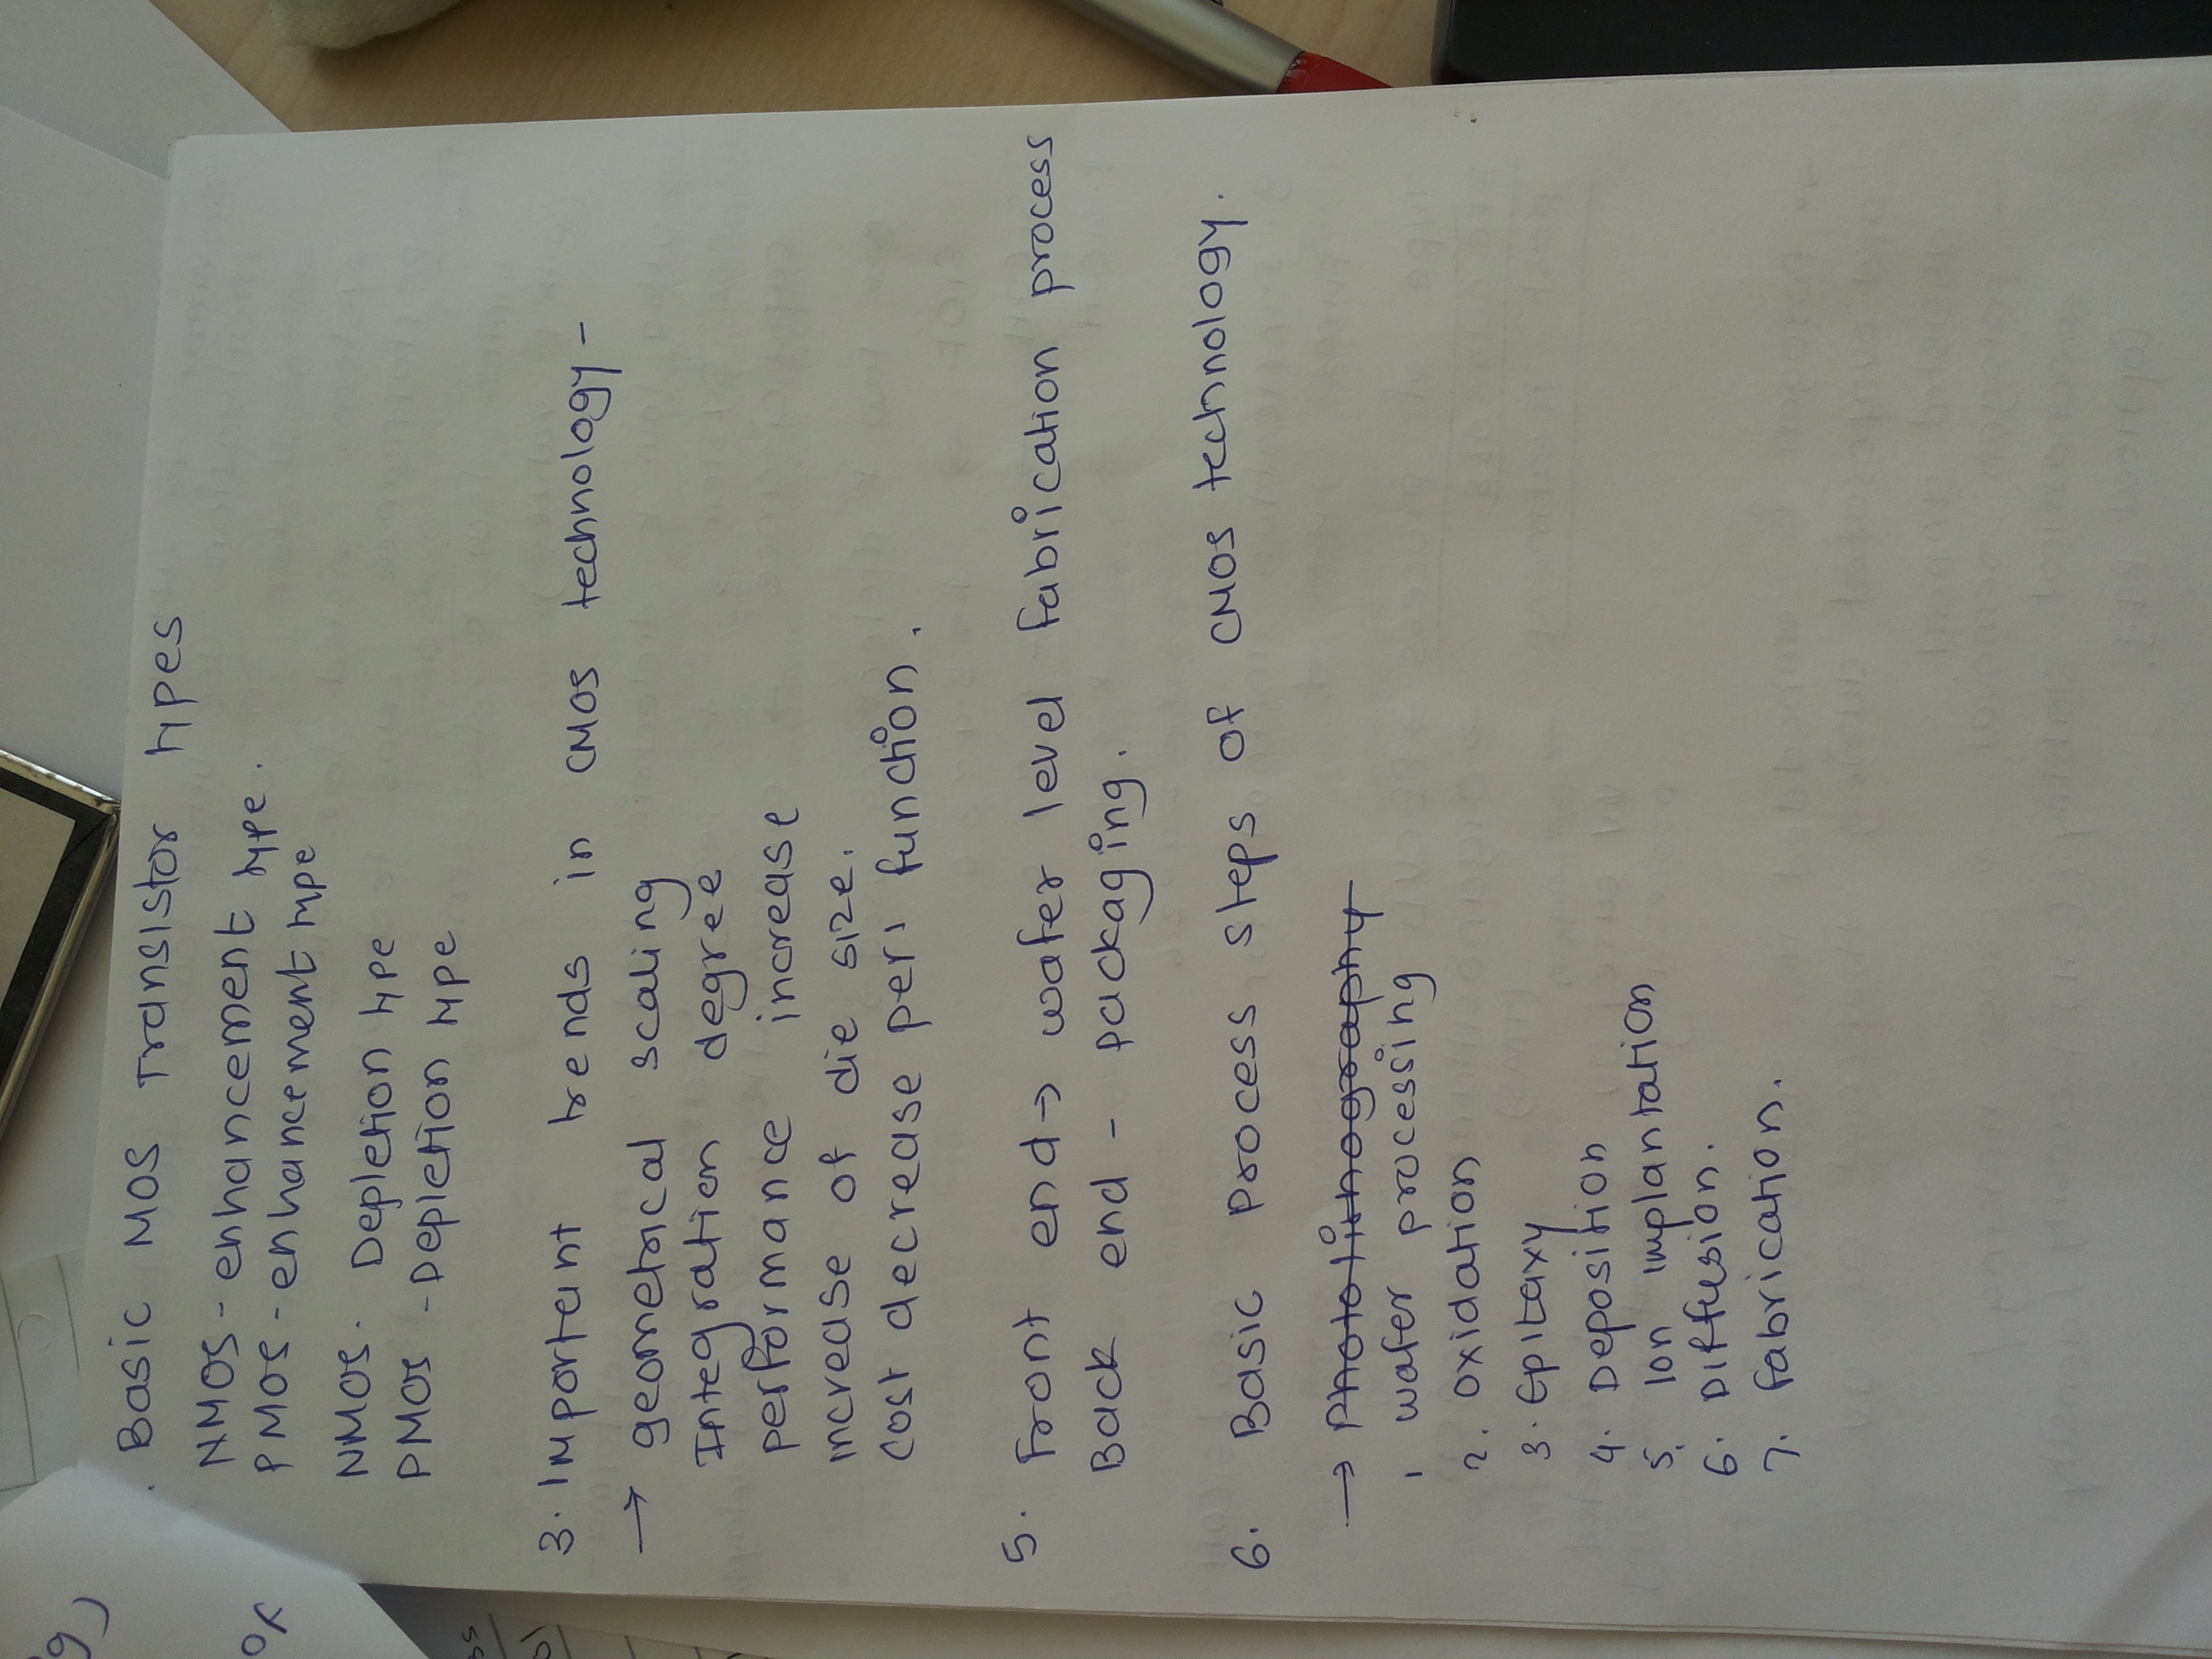 . Basic MOS Transistor types
NMOS - enhancement type.
PMOS - enhancement type
NMOS. Depletion type
PMOS - Depletion type
3. Important trends in CMOS technology -
→ geometrical scaling
Integration degree
performance increase
increase of die size.
Cost decrease per function.
5. Front end → wafer level fabrication process
Back end - packaging.
6. Basic Process steps of CMOS technology.
→ Photolithography
1 wafer processing
2. Oxidation
3. Epitaxy
4. Deposition
5. Ion implantation
6. Diffusion.
7. fabrication.